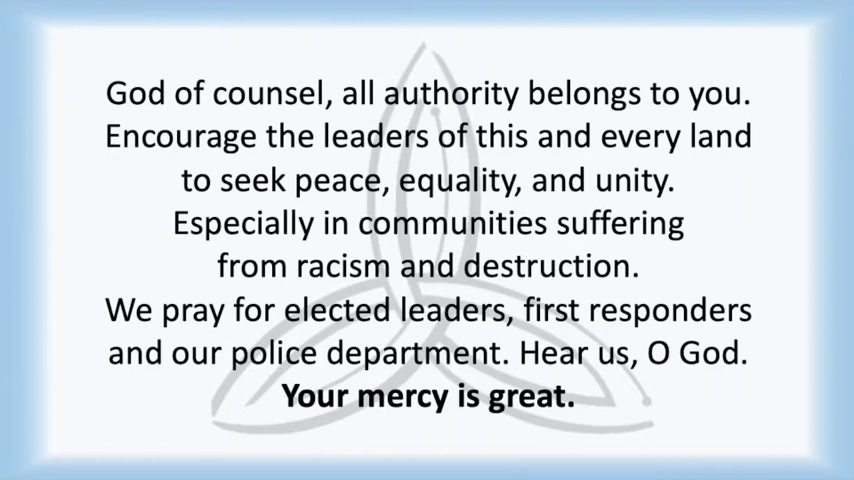 God of counsel, all authority belongs to you.
Encourage the leaders of this and every land
to seek peace, equality, and unity.
Especially in communities suffering
from racism and destruction.
We pray for elected leaders, first responders
and our police department. Hear us, O God.
Your mercy is great.